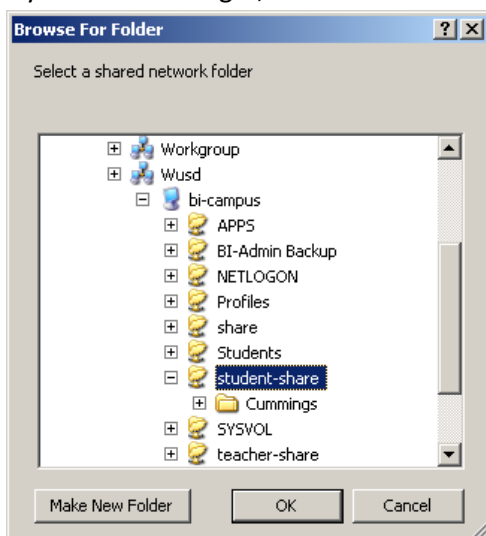 Browse For Folder
Select a shared network folder
Workgroup
Wusd
bi-campus
APPS
BI-Admin Backup
NETLOGON
Profiles
share
Students
student-share
Cummings
SYSVOL
teacher-share
Make New Folder OK Cancel